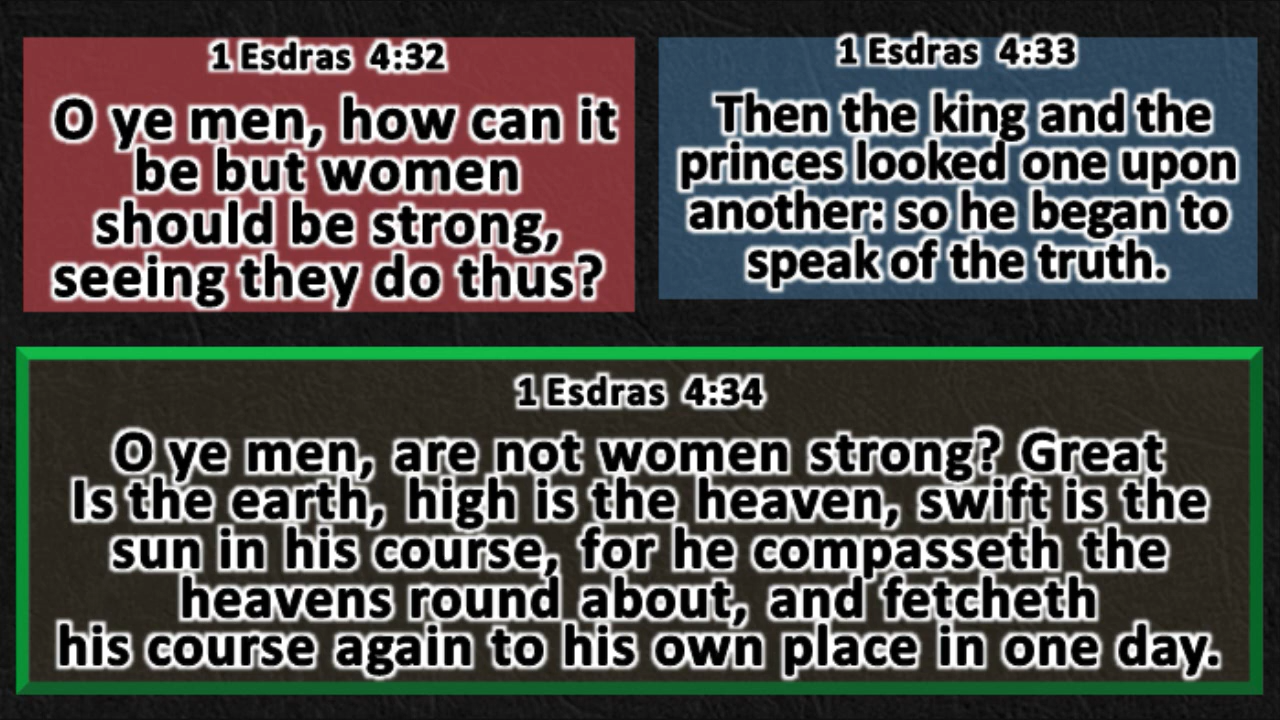 1 Esdras 4:32
O ye men, how can it
be but women
should be strong,
seeing they do thus?
1 Esdras 4:33
Then the king and the
princes looked one upon
another: so he began to
speak of the truth.
1 Esdras 4:34
O ye men, are not women strong? Great
Is the earth, high is the heaven, swift is the
sun in his course, for he compasseth the
heavens round about, and fetcheth
his course again to his own place in one day.